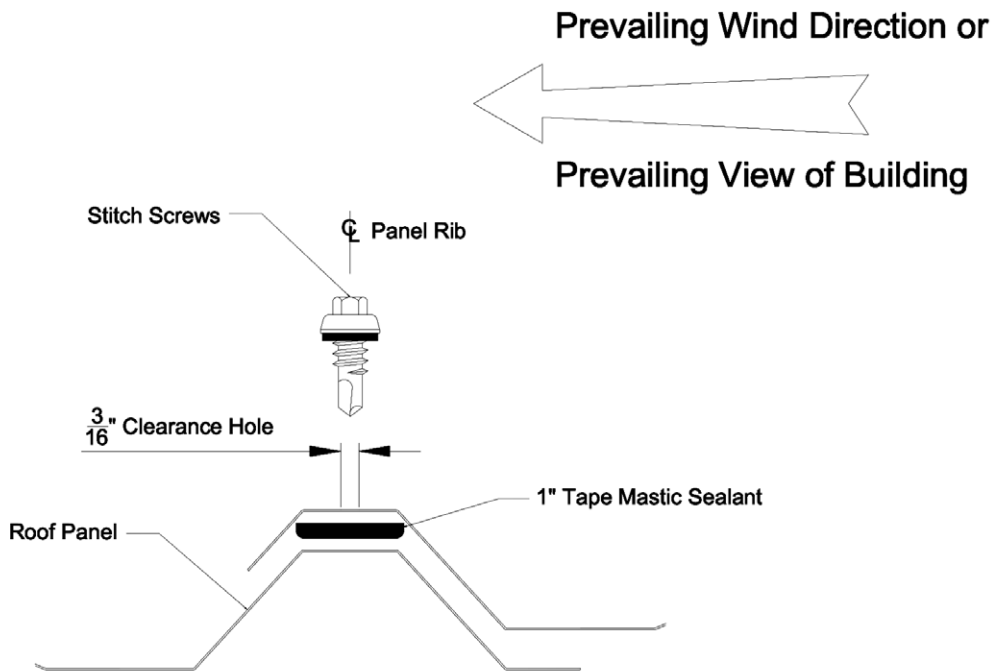 Prevailing Wind Direction or
Prevailing View of Building
Stitch Screws
℄ Panel Rib
3/16" Clearance Hole
1" Tape Mastic Sealant
Roof Panel